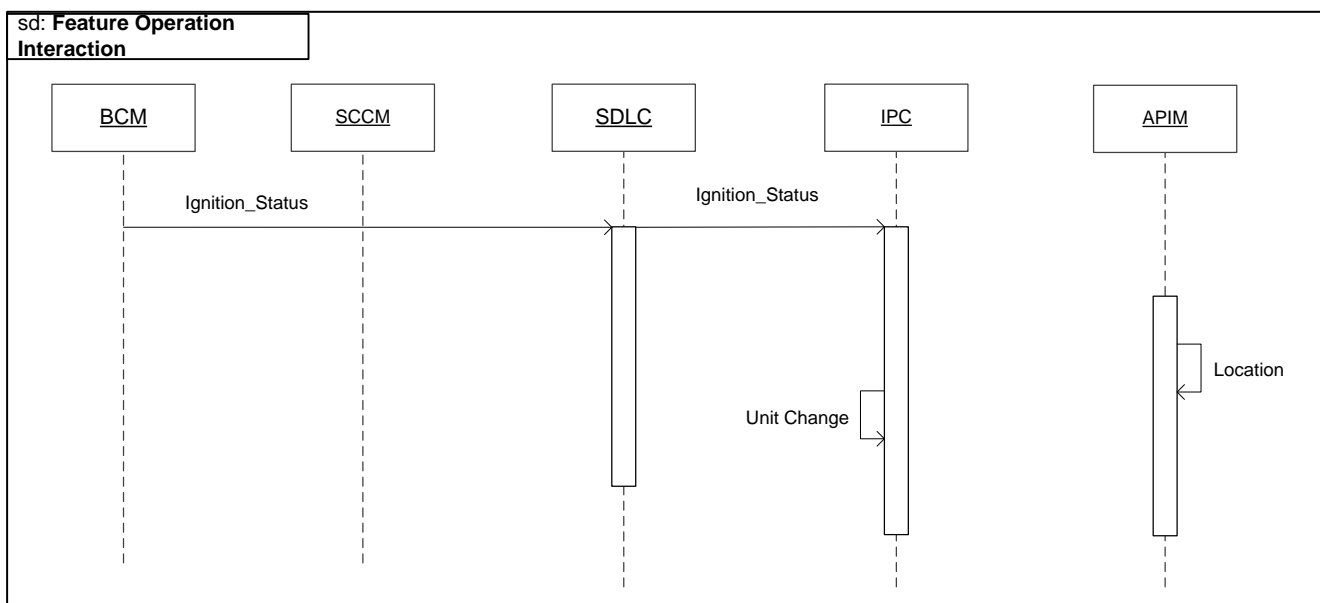 sd: Feature Operation
Interaction
BCM
SCCM
SDLC
IPC
APIM
Ignition_Status
Ignition_Status
Location
Unit Change